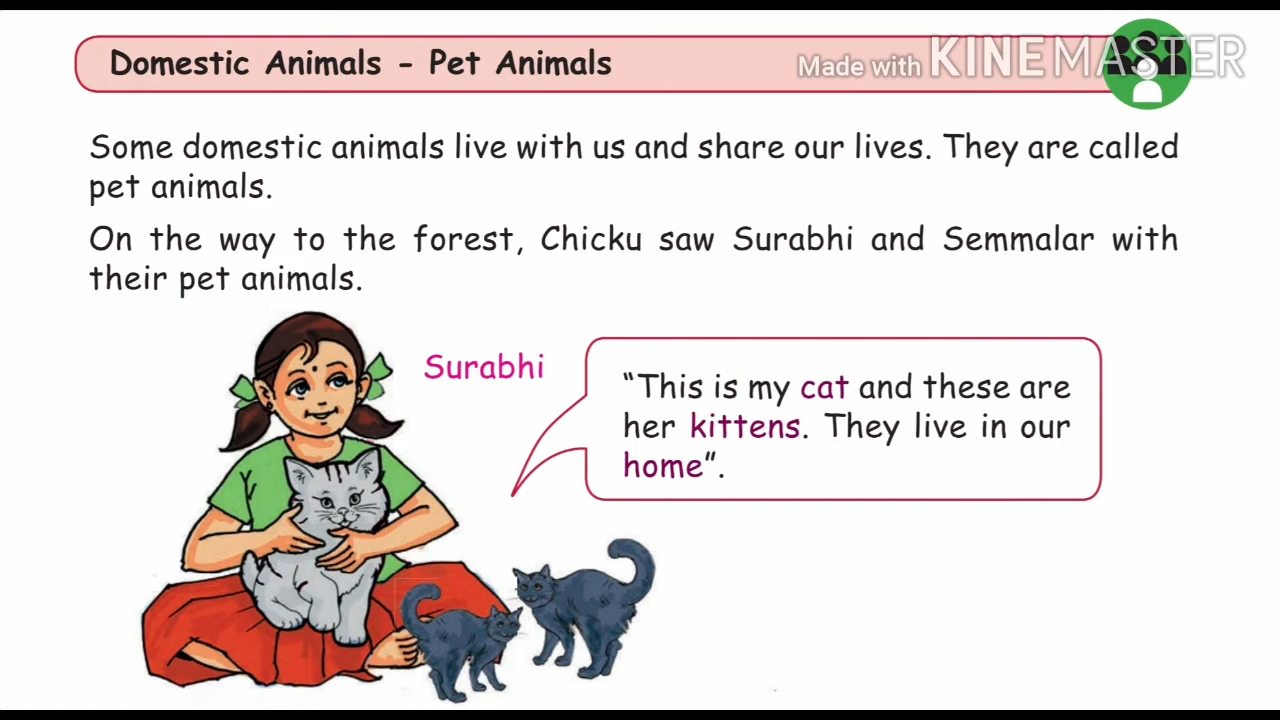 Domestic Animals - Pet Animals
Made with KINEMASTER
Some domestic animals live with us and share our lives. They are called
pet animals.
On the way to the forest, Chicku saw Surabhi and Semmalar with
their pet animals.
Surabhi
“This is my cat and these are
her kittens. They live in our
home”.